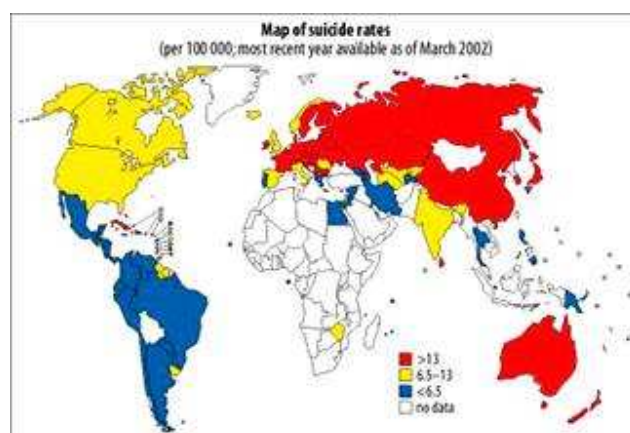 Map of suicide rates
(per 100 000; most recent year available as of March 2002)
>13
6.5–13
<6.5
no data